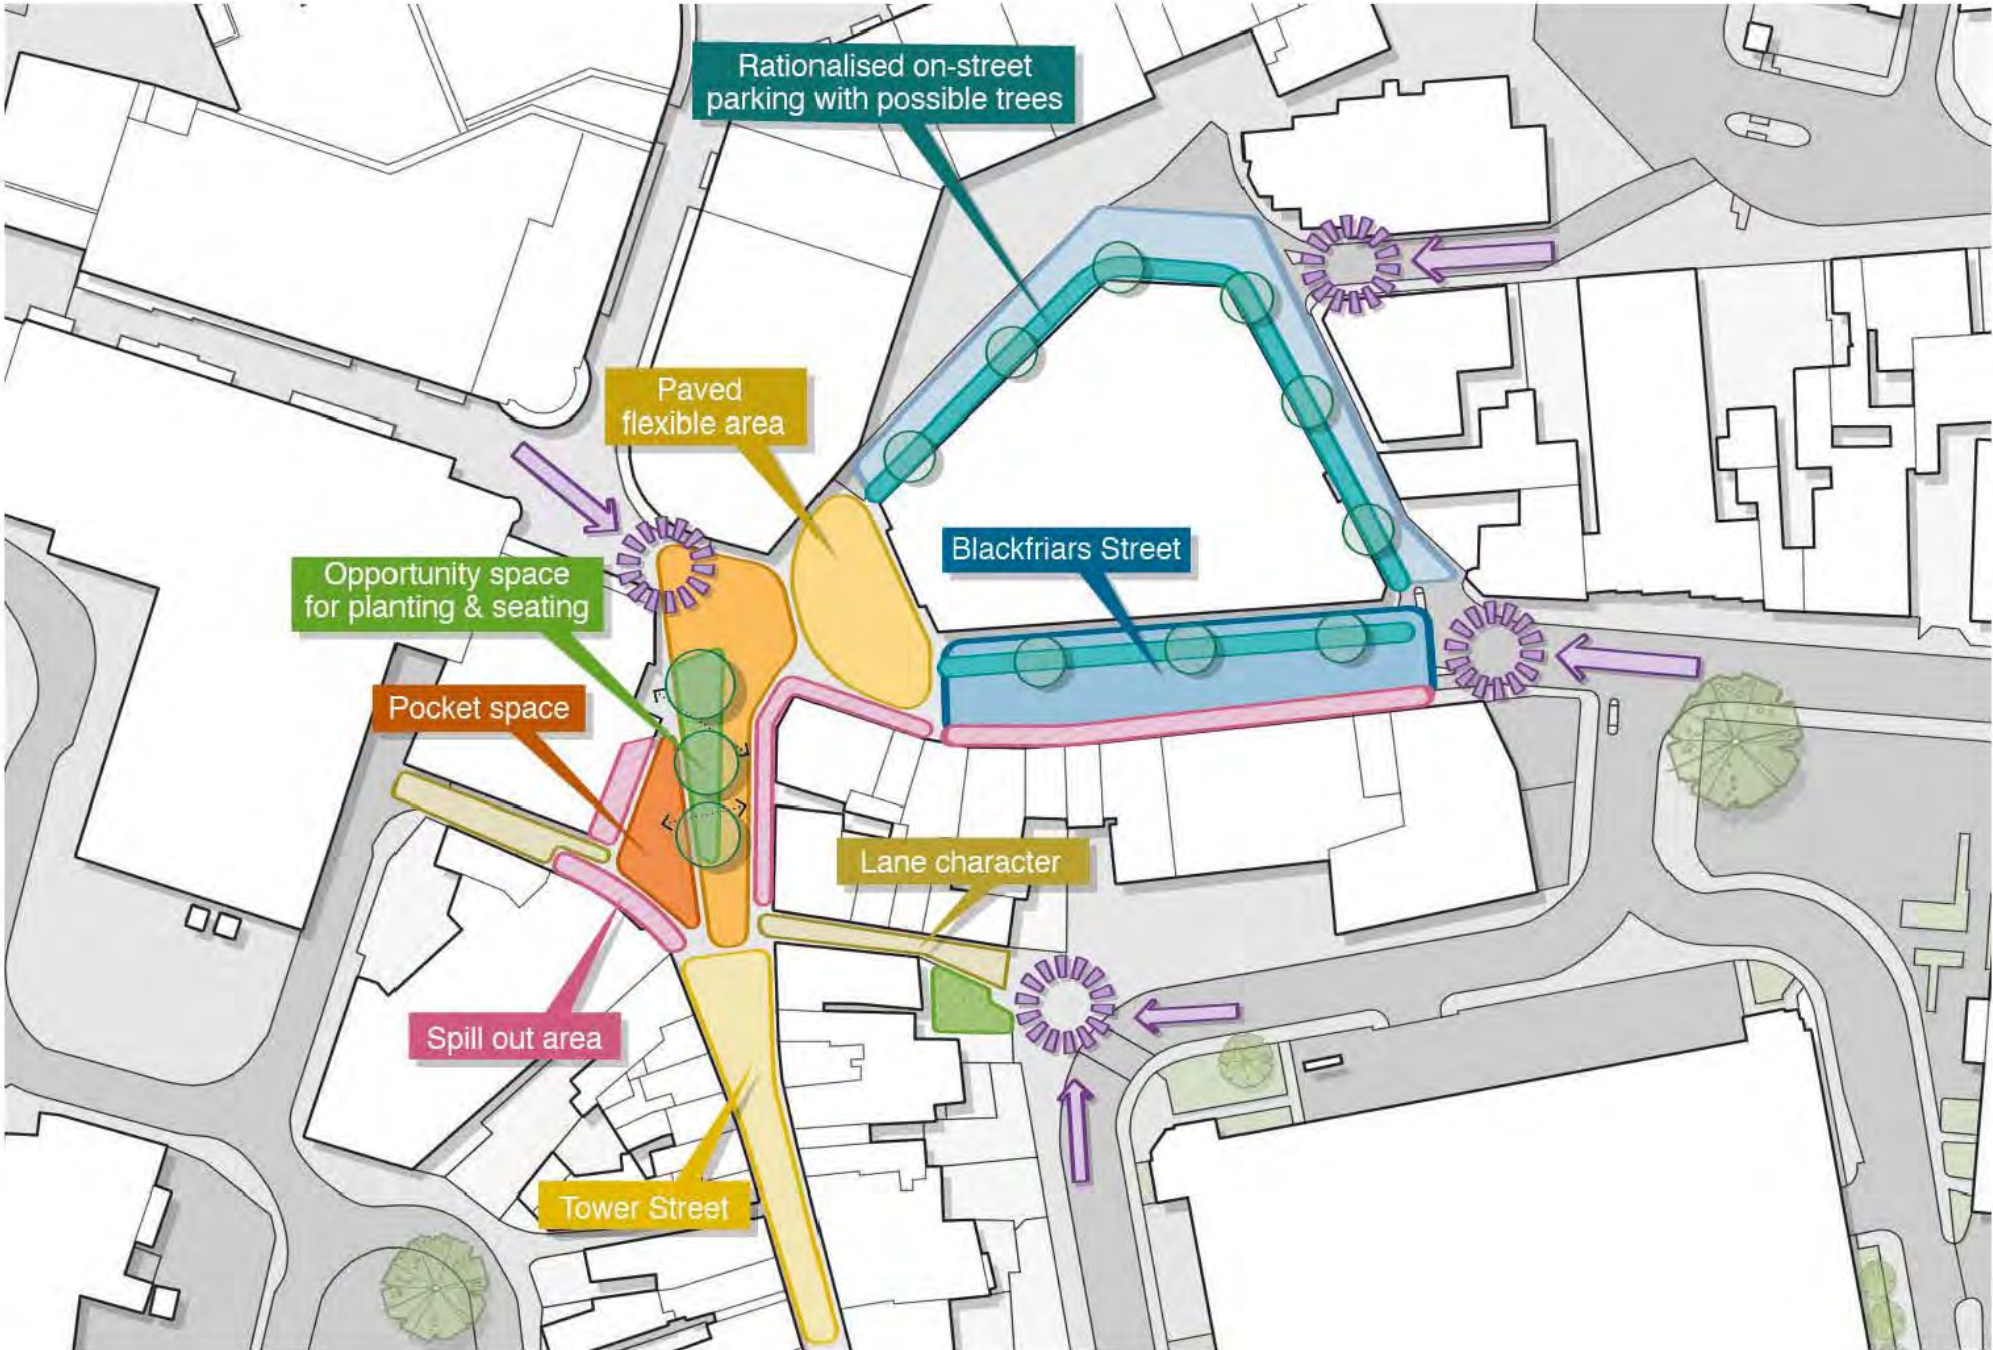 Rationalised on-street
parking with possible trees
Paved
flexible area
Blackfriars Street
Opportunity space
for planting & seating
Pocket space
Lane character
Spill out area
Tower Street